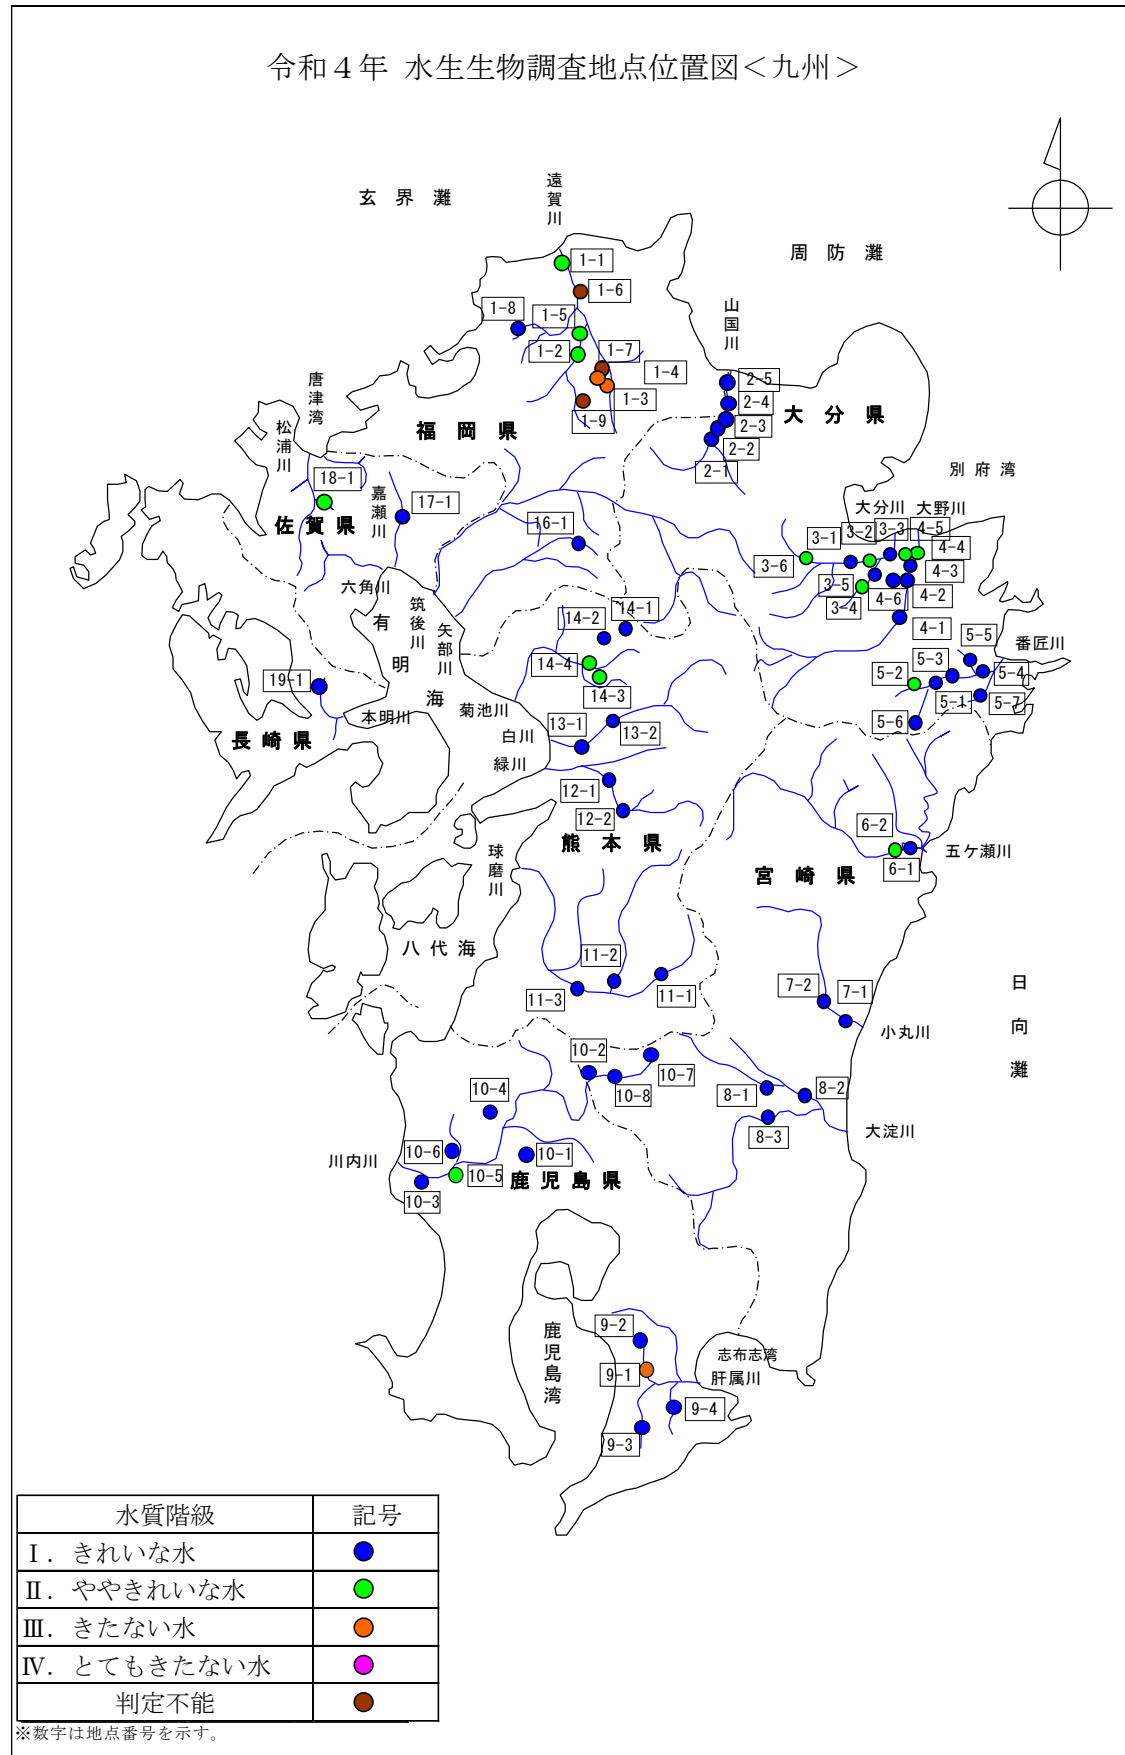 令和４年 水生生物調査地点位置図＜九州＞
玄界灘
遠賀川
周防灘
山国川
1-1
1-6
1-8
1-5
1-2
1-7
1-4
1-3
1-9
2-5
2-4
2-3
2-2
2-1
大分県
福岡県
唐津湾
松浦川
18-1
嘉瀬川
17-1
佐賀県
別府湾
大分川
大野川
16-1
3-1
3-2
3-3
4-5
4-4
3-6
3-5
4-3
3-4
4-6
4-2
4-1
六角川
筑後川
矢部川
有明海
14-2
14-1
14-4
14-3
5-5
番匠川
5-3
5-2
5-4
5-1
5-7
5-6
19-1
本明川
長崎県
菊池川
13-1
13-2
白川
緑川
12-1
12-2
熊本県
6-2
五ケ瀬川
6-1
宮崎県
球磨川
八代海
11-2
11-3
11-1
7-2
7-1
小丸川
日向灘
10-2
10-7
10-8
10-4
8-1
8-2
8-3
大淀川
10-6
10-1
川内川
10-5
10-3
鹿児島県
鹿児島湾
9-2
9-1
志布志湾
肝属川
9-4
9-3
水質階級 記号
Ⅰ．きれいな水
Ⅱ．ややきれいな水
Ⅲ．きたない水
Ⅳ．とてもきたない水
判定不能
※数字は地点番号を示す。